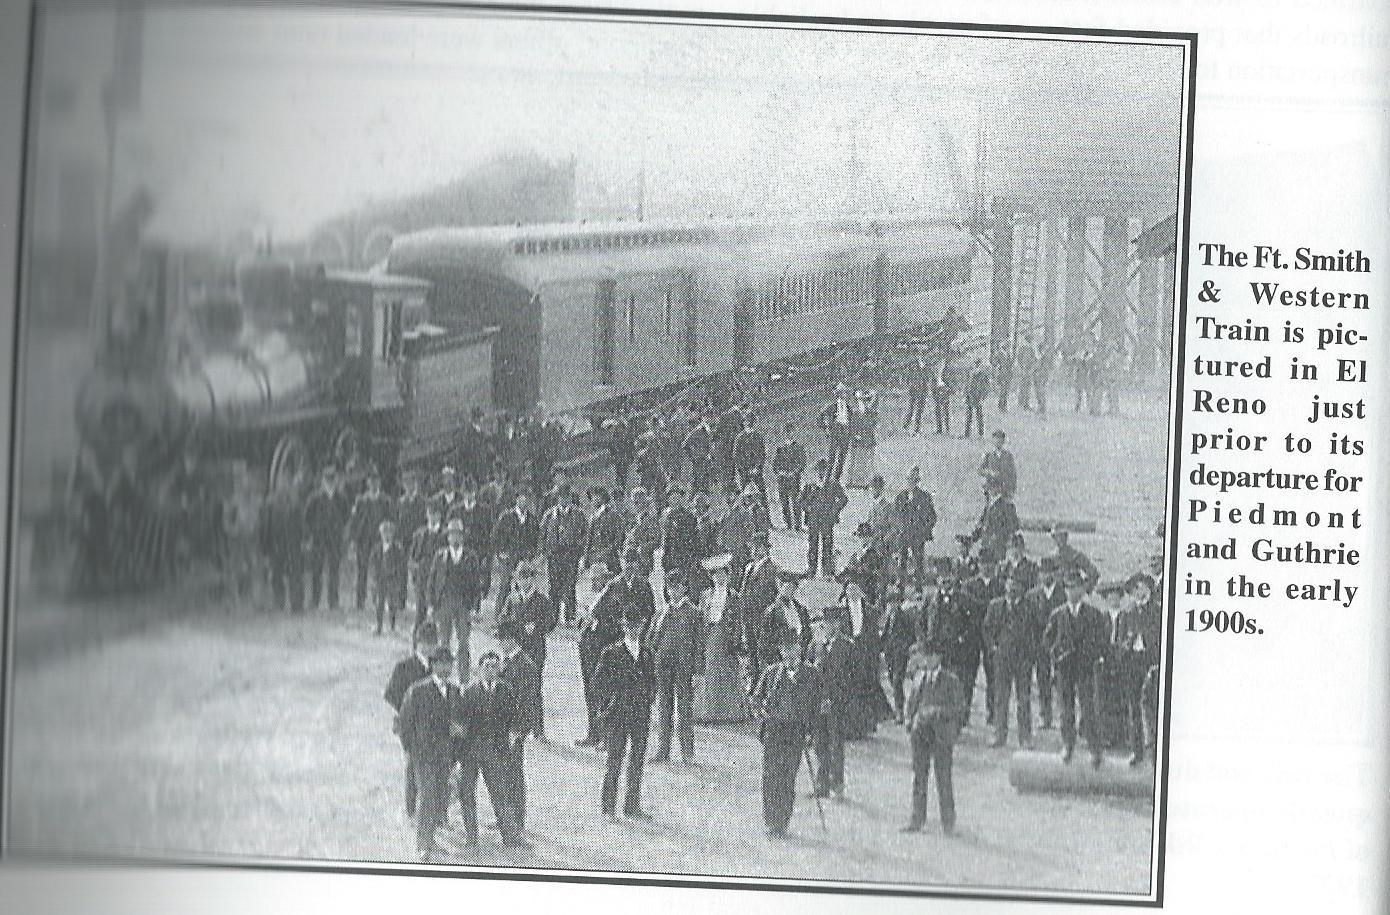 The Ft. Smith
& Western
Train is pic-
tured in El
Reno just
prior to its
departure for
Piedmont
and Guthrie
in the early
1900s.